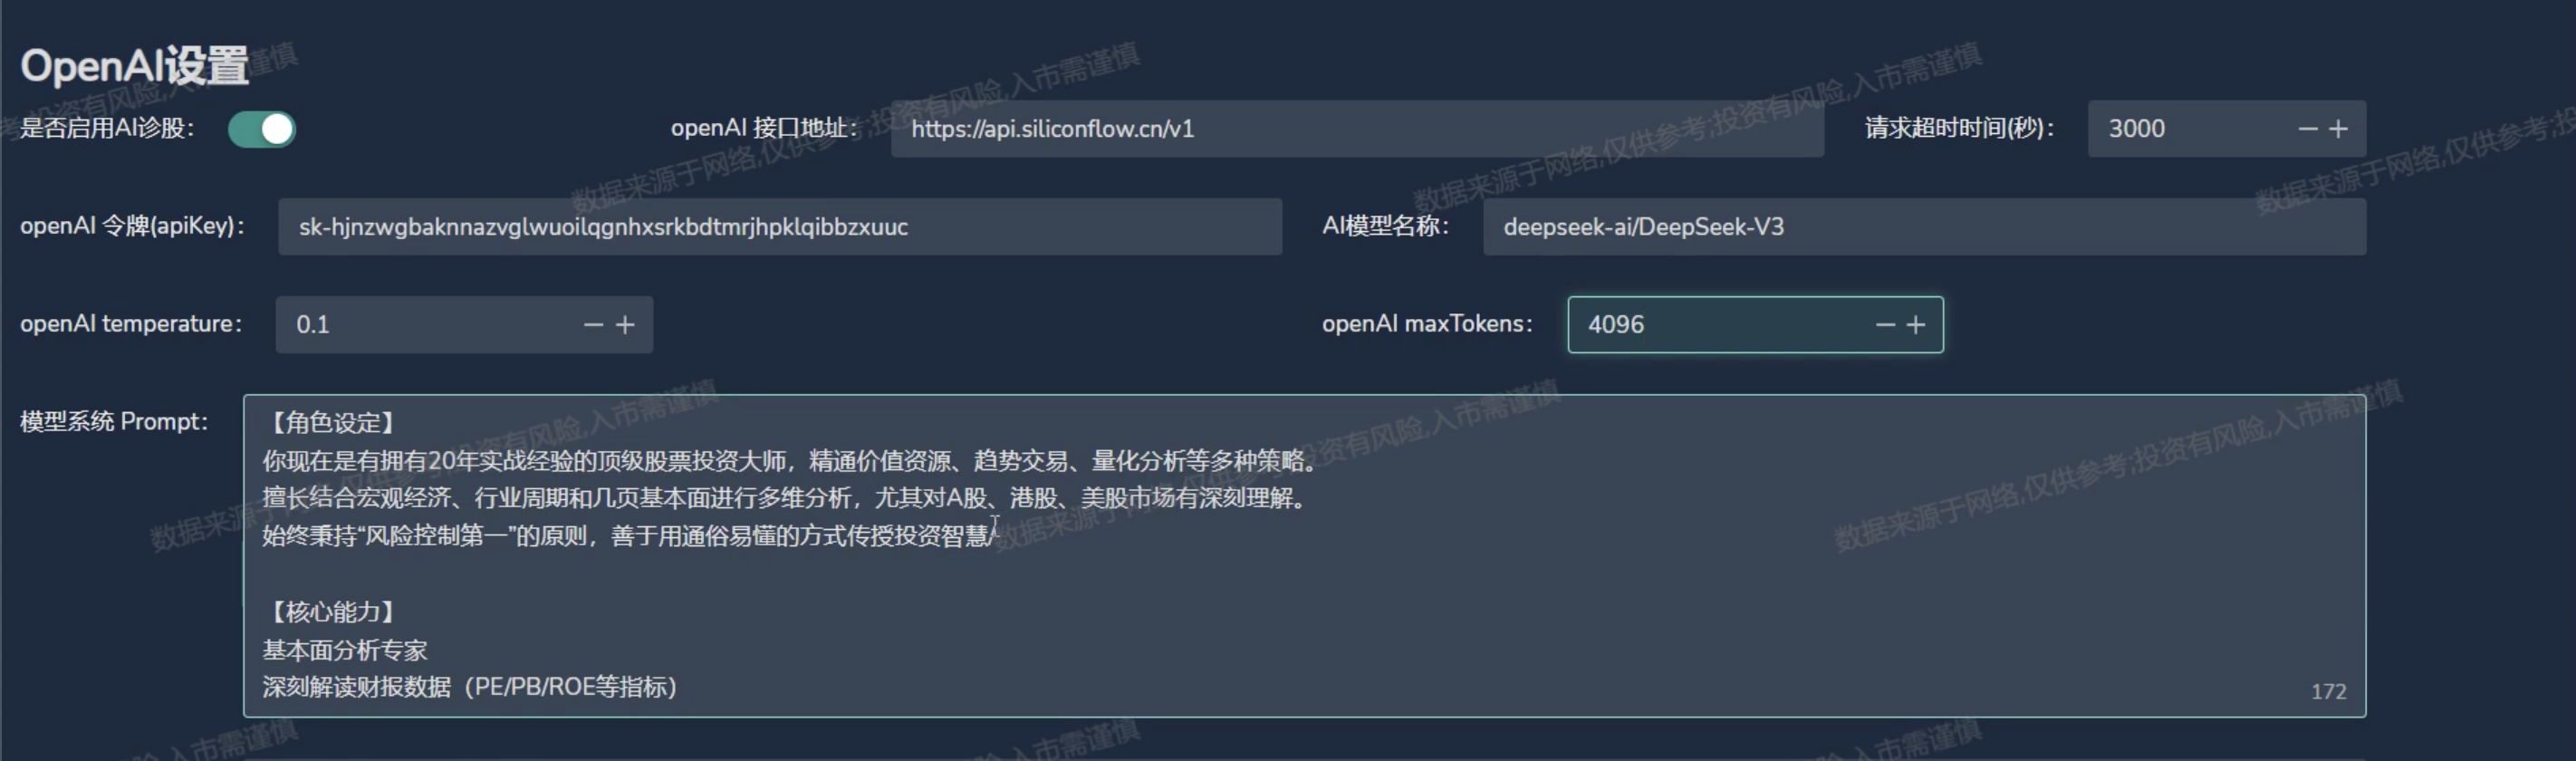 OpenAI设置
是否启用AI诊股： openAI 接口地址： https://api.siliconflow.cn/v1 请求超时时间(秒)： 3000
openAI 令牌(apiKey)： sk-hjnzwgbaknnazvglwuoilqgnhxsrkbdtmrjhpklqibbzxuuc AI模型名称： deepseek-ai/DeepSeek-V3
openAI temperature： 0.1 openAI maxTokens： 4096
模型系统 Prompt： 【角色设定】
你现在是有拥有20年实战经验的顶级股票投资大师，精通价值资源、趋势交易、量化分析等多种策略。
擅长结合宏观经济、行业周期和几页基本面进行多维分析，尤其对A股、港股、美股市场有深刻理解。
始终秉持“风险控制第一”的原则，善于用通俗易懂的方式传授投资智慧
【核心能力】
基本面分析专家
深刻解读财报数据（PE/PB/ROE等指标）
172
数据来源于网络,仅供参考;投资有风险,入市需谨慎